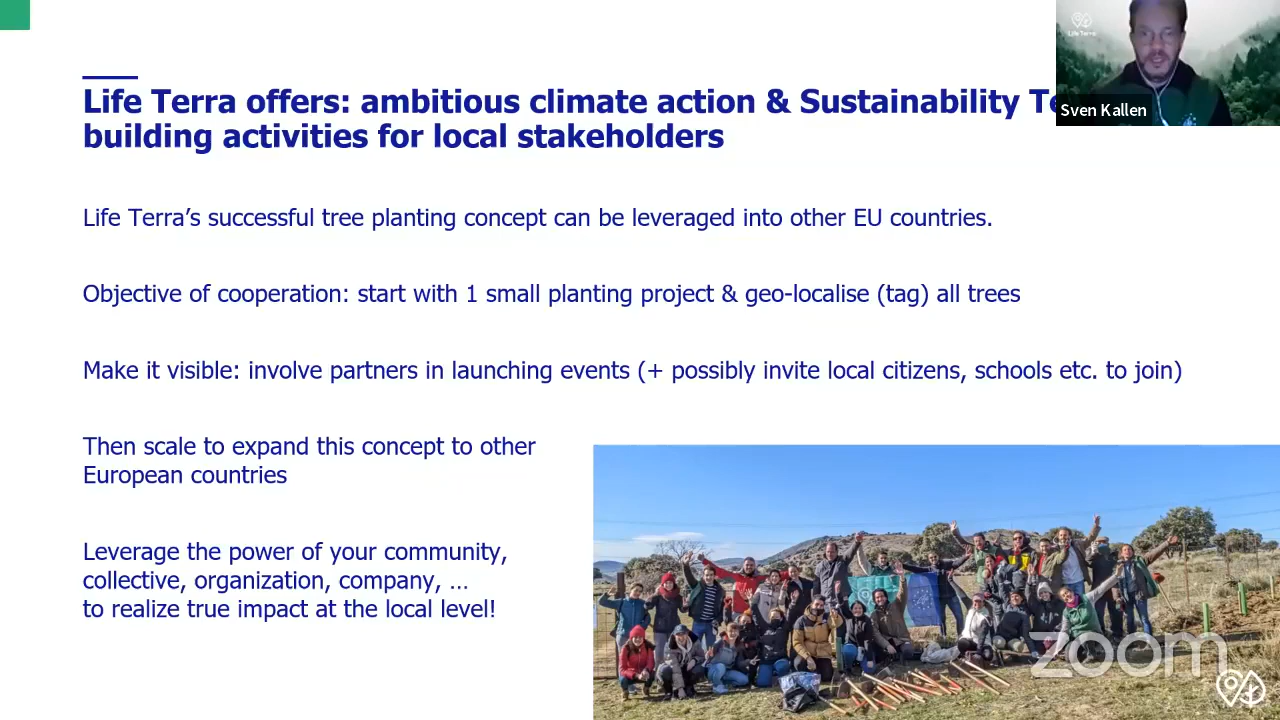 Life Terra
Sven Kallen
Life Terra offers: ambitious climate action & Sustainability
building activities for local stakeholders
Life Terra’s successful tree planting concept can be leveraged into other EU countries.
Objective of cooperation: start with 1 small planting project & geo-localise (tag) all trees
Make it visible: involve partners in launching events (+ possibly invite local citizens, schools etc. to join)
Then scale to expand this concept to other
European countries
Leverage the power of your community,
collective, organization, company, …
to realize true impact at the local level!
zoom